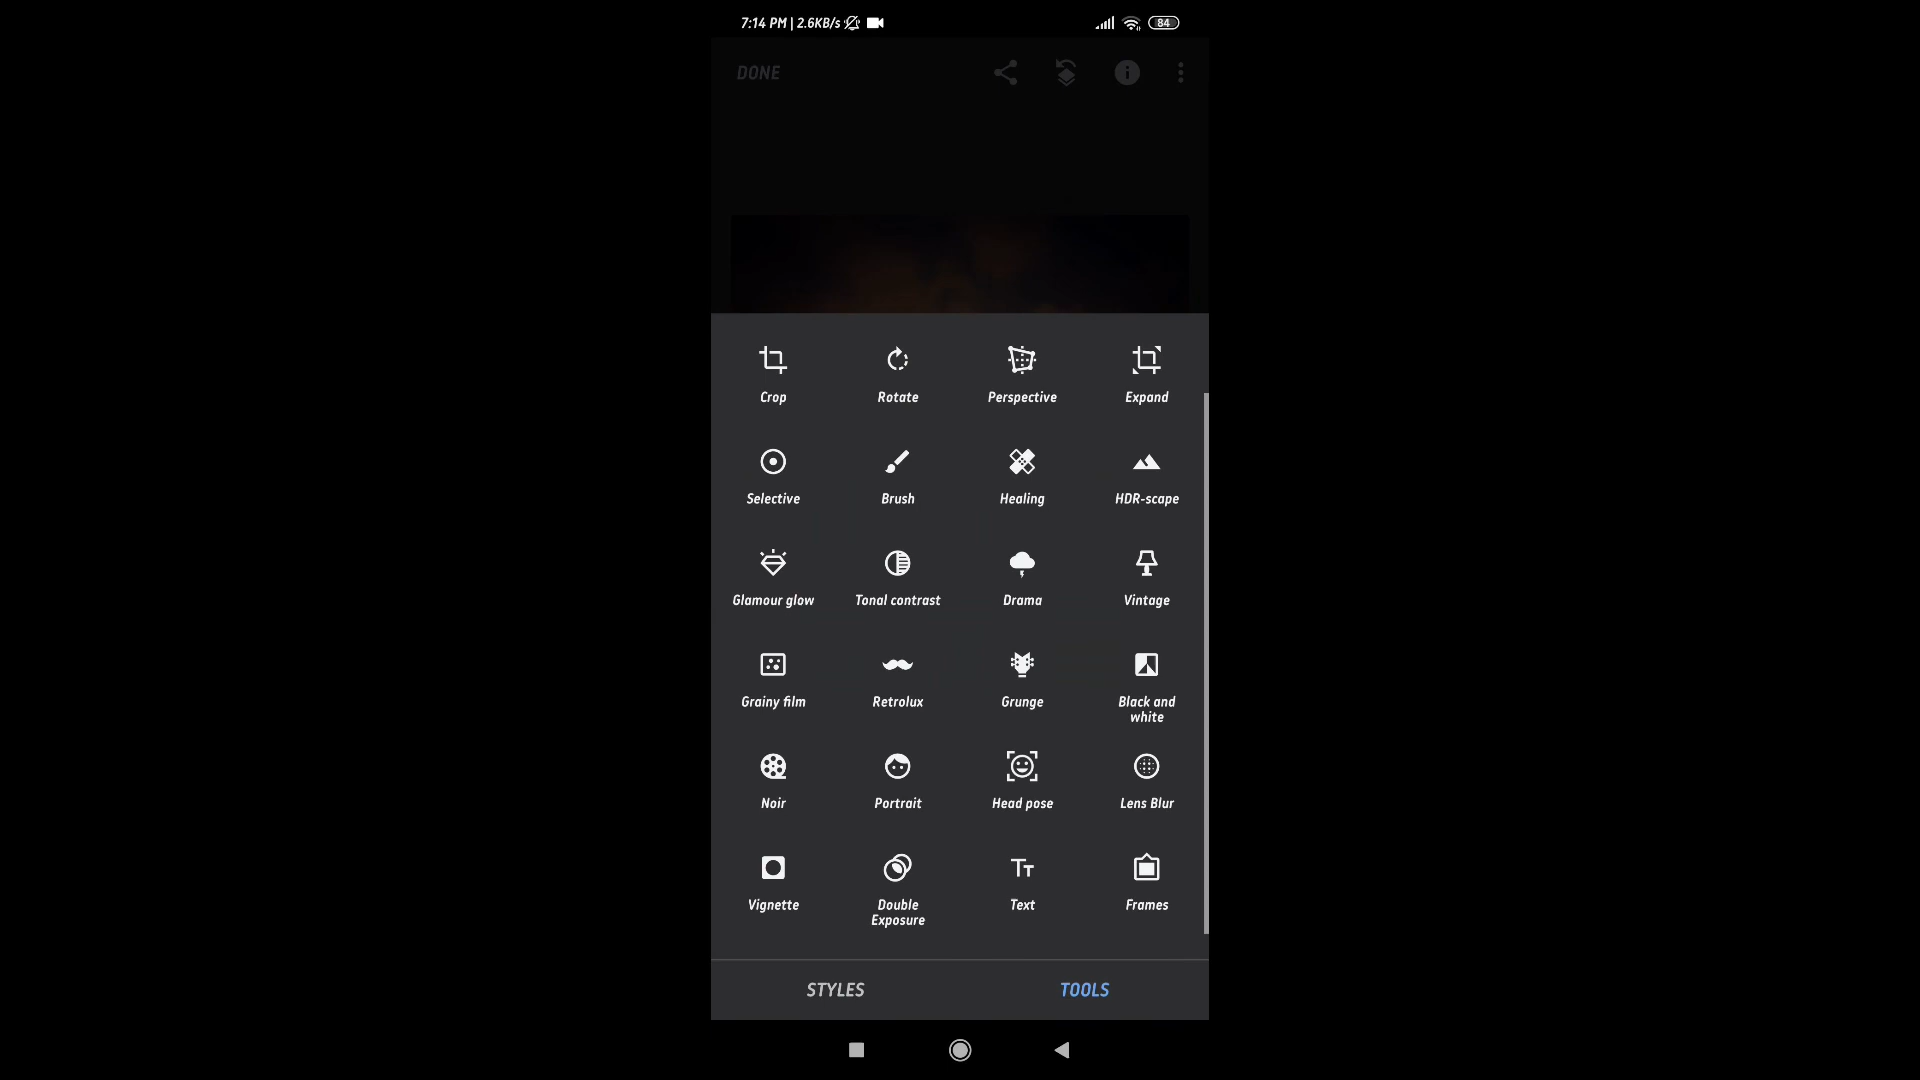 7:14 PM | 2.6KB/s
84
DONE
Crop
Rotate
Perspective
Expand
Selective
Brush
Healing
HDR-scape
Glamour glow
Tonal contrast
Drama
Vintage
Grainy film
Retrolux
Grunge
Black and
white
Noir
Portrait
Head pose
Lens Blur
Vignette
Double
Exposure
Text
Frames
STYLES
TOOLS